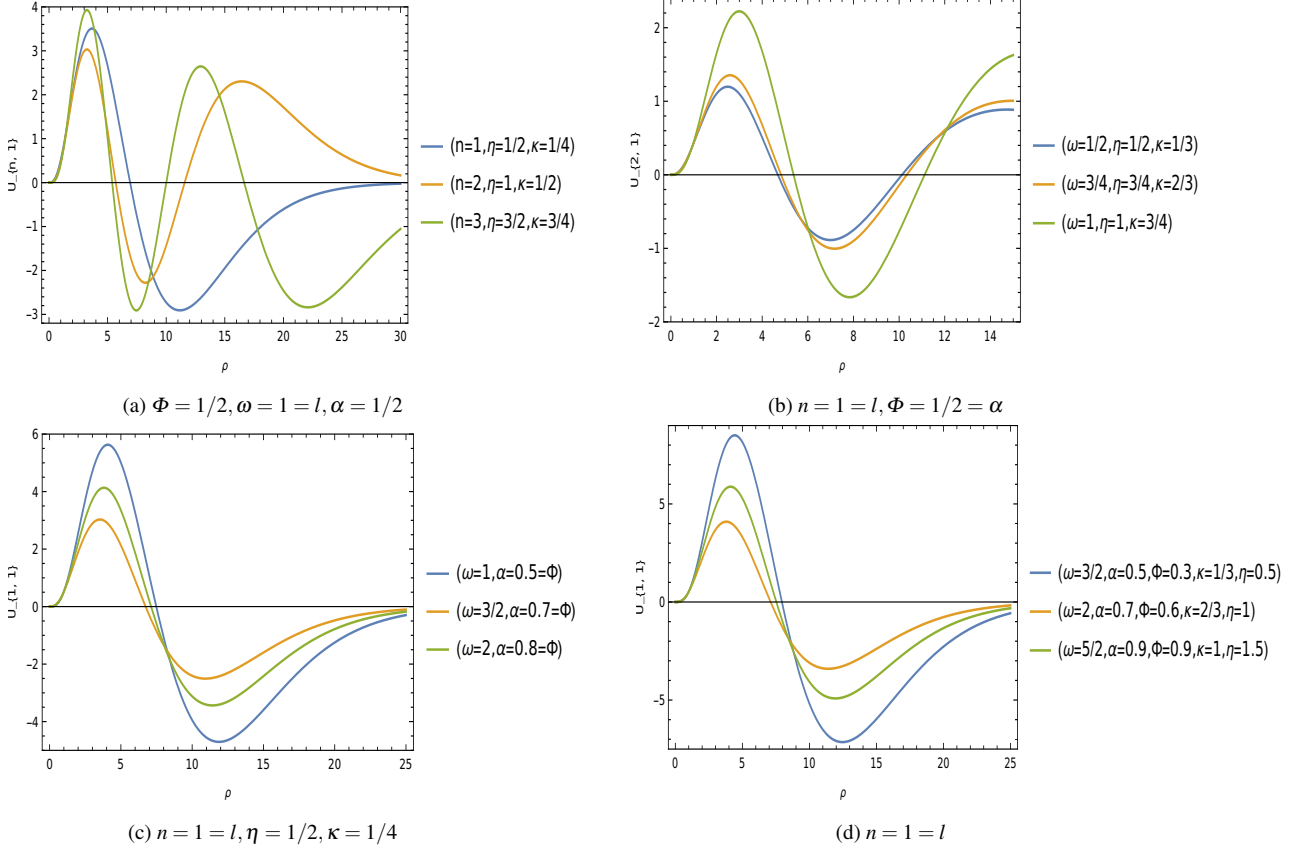 4
3
2
1
0
−1
−2
−3
U_{n, 1}
0
5
10
15
20
25
30
ρ
(n=1,η=1/2,κ=1/4)
(n=2,η=1,κ=1/2)
(n=3,η=3/2,κ=3/4)
(a) Φ = 1/2, ω = 1 = l, α = 1/2
2
1
0
−1
−2
U_{2, 1}
0
2
4
6
8
10
12
14
ρ
(ω=1/2,η=1/2,κ=1/3)
(ω=3/4,η=3/4,κ=2/3)
(ω=1,η=1,κ=3/4)
(b) n = 1 = l, Φ = 1/2 = α
6
4
2
0
−2
−4
U_{1, 1}
0
5
10
15
20
25
ρ
(ω=1,α=0.5=Φ)
(ω=3/2,α=0.7=Φ)
(ω=2,α=0.8=Φ)
(c) n = 1 = l, η = 1/2, κ = 1/4
5
0
−5
U_{1, 1}
0
5
10
15
20
25
ρ
(ω=3/2,α=0.5,Φ=0.3,κ=1/3,η=0.5)
(ω=2,α=0.7,Φ=0.6,κ=2/3,η=1)
(ω=5/2,α=0.9,Φ=0.9,κ=1,η=1.5)
(d) n = 1 = l